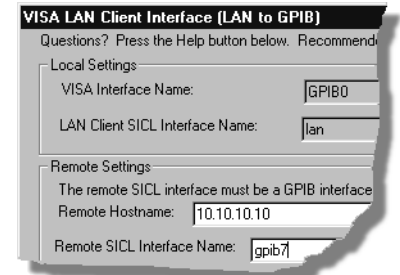 VISA LAN Client Interface (LAN to GPIB)
Questions? Press the Help button below. Recommende
Local Settings
VISA Interface Name: GPIB0
LAN Client SICL Interface Name: lan
Remote Settings
The remote SICL interface must be a GPIB interface
Remote Hostname: 10.10.10.10
Remote SICL Interface Name: gpib7